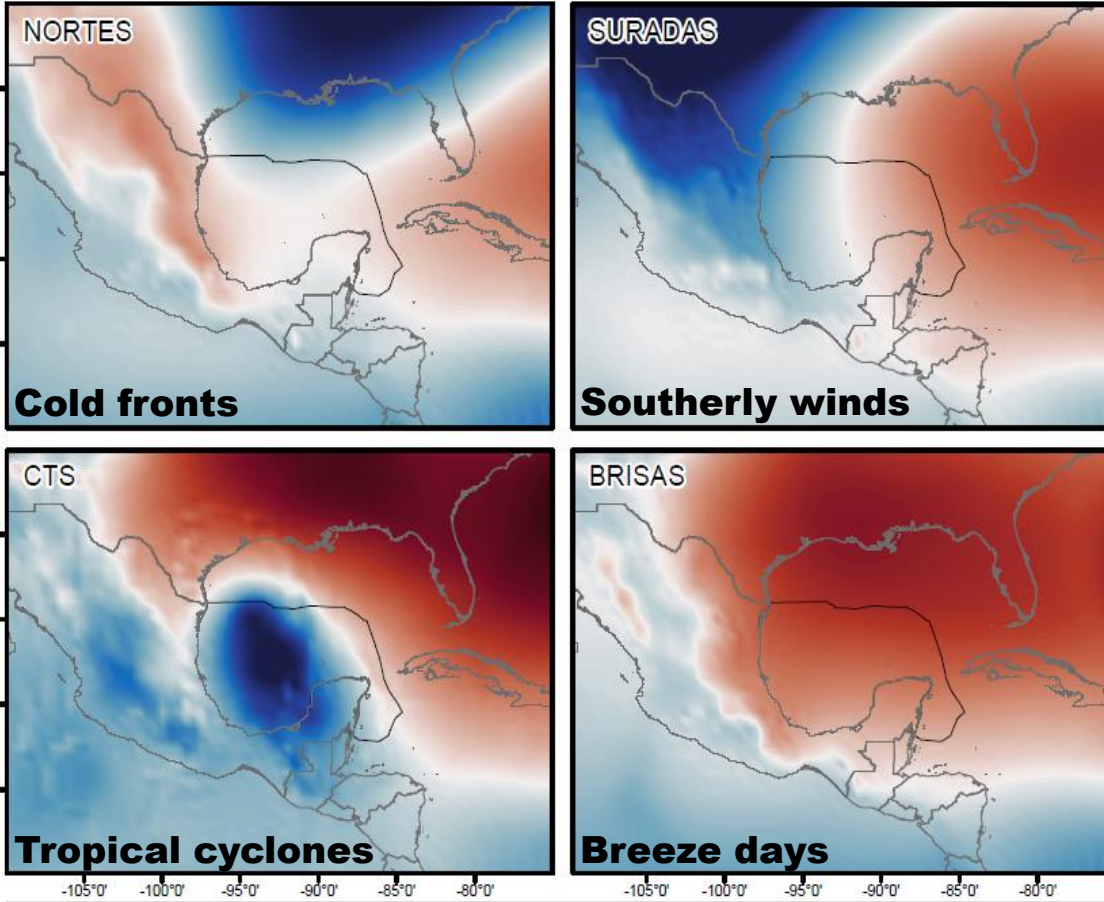 NORTES
Cold fronts
SURADAS
Southerly winds
CTS
Tropical cyclones
BRISAS
Breeze days
-105°0' -100°0' -95°0' -90°0' -85°0' -80°0'
-105°0' -100°0' -95°0' -90°0' -85°0' -80°0'